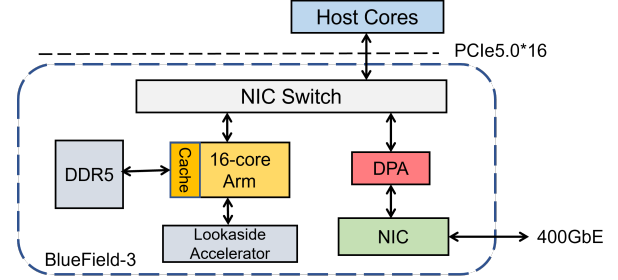 Host Cores
PCIe5.0*16
NIC Switch
DDR5
Cache
16-core
Arm
DPA
Lookaside
Accelerator
NIC
400GbE
BlueField-3